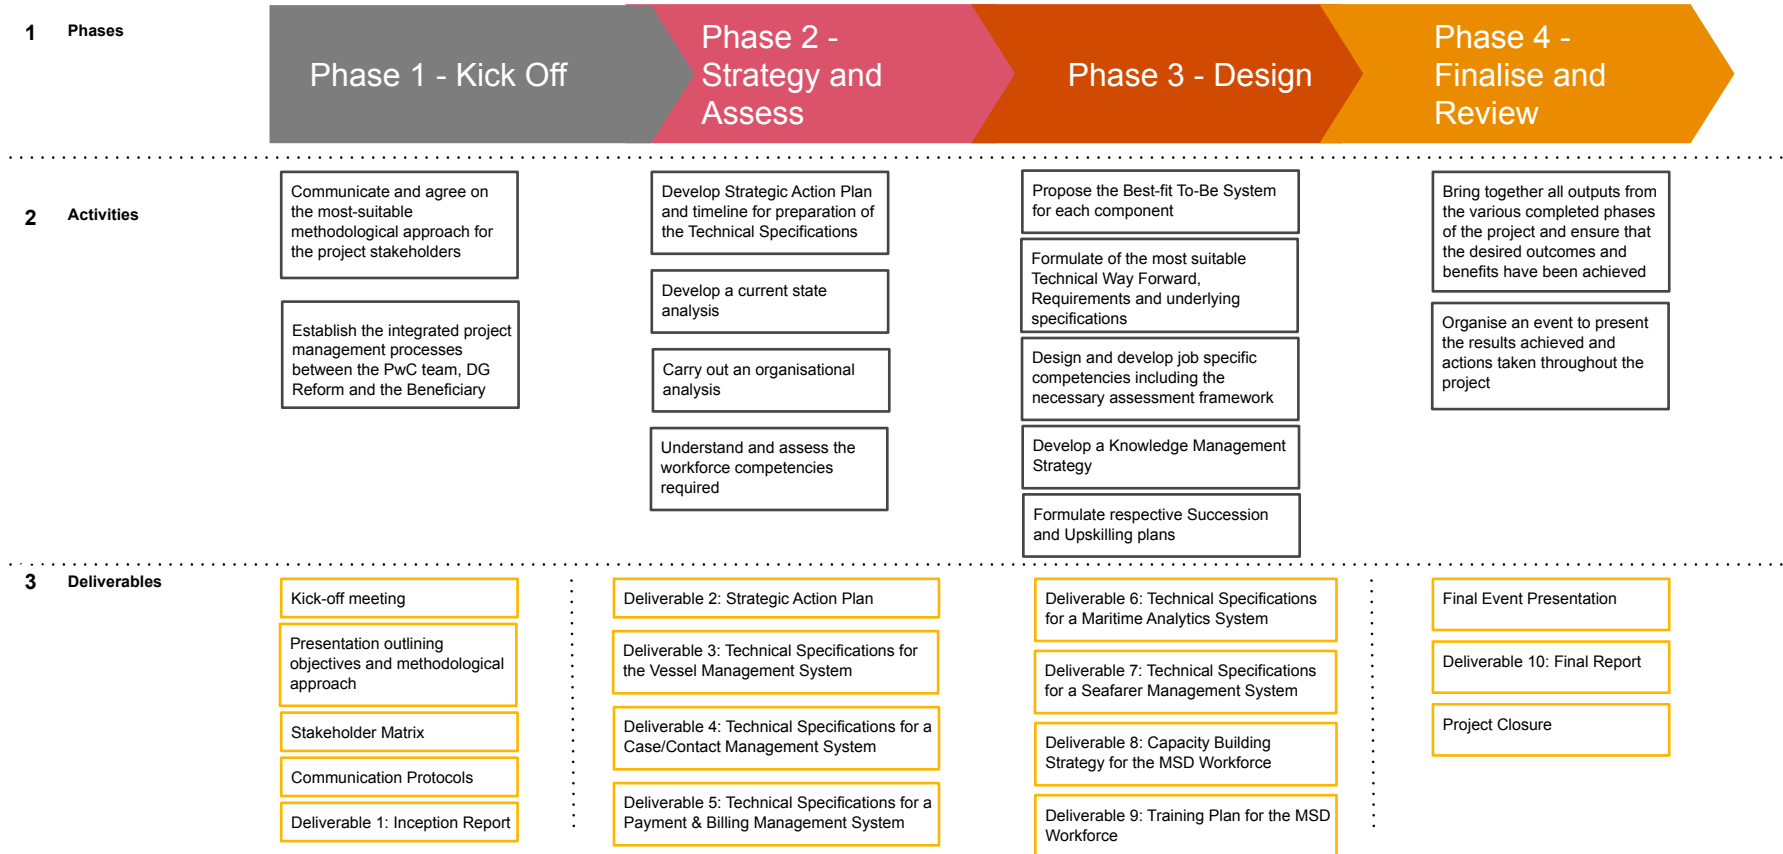 1 Phases
Phase 1 - Kick Off
Phase 2 -
Strategy and
Assess
Phase 3 - Design
Phase 4 -
Finalise and
Review
2 Activities
Communicate and agree on
the most-suitable
methodological approach for
the project stakeholders
Establish the integrated project
management processes
between the PwC team, DG
Reform and the Beneficiary
Develop Strategic Action Plan
and timeline for preparation of
the Technical Specifications
Develop a current state
analysis
Carry out an organisational
analysis
Understand and assess the
workforce competencies
required
Propose the Best-fit To-Be System
for each component
Formulate of the most suitable
Technical Way Forward,
Requirements and underlying
specifications
Design and develop job specific
competencies including the
necessary assessment framework
Develop a Knowledge Management
Strategy
Formulate respective Succession
and Upskilling plans
Bring together all outputs from
the various completed phases
of the project and ensure that
the desired outcomes and
benefits have been achieved
Organise an event to present
the results achieved and
actions taken throughout the
project
3 Deliverables
Kick-off meeting
Presentation outlining
objectives and methodological
approach
Stakeholder Matrix
Communication Protocols
Deliverable 1: Inception Report
Deliverable 2: Strategic Action Plan
Deliverable 3: Technical Specifications for
the Vessel Management System
Deliverable 4: Technical Specifications for a
Case/Contact Management System
Deliverable 5: Technical Specifications for a
Payment & Billing Management System
Deliverable 6: Technical Specifications
for a Maritime Analytics System
Deliverable 7: Technical Specifications
for a Seafarer Management System
Deliverable 8: Capacity Building
Strategy for the MSD Workforce
Deliverable 9: Training Plan for the MSD
Workforce
Final Event Presentation
Deliverable 10: Final Report
Project Closure